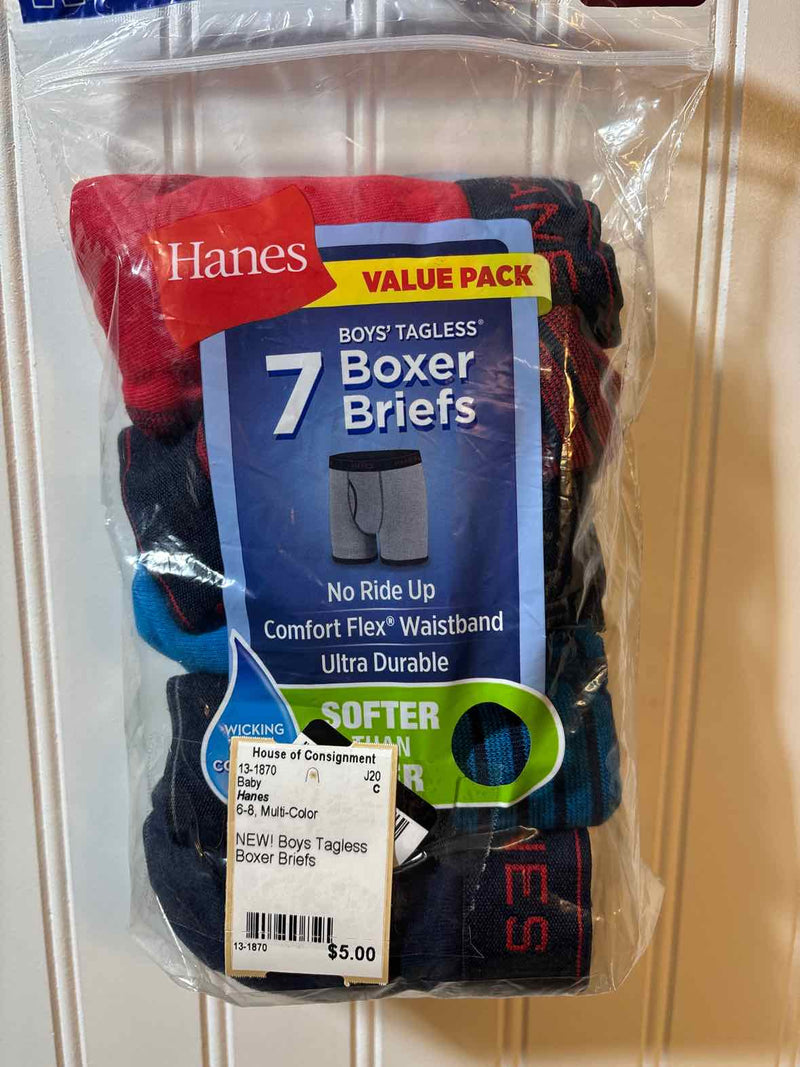 Hanes
VALUE PACK
BOYS' TAGLESS®
7 Boxer
Briefs
HANES
No Ride Up
Comfort Flex® Waistband
Ultra Durable
WICKING
SOFTER
THAN
House of Consignment
13-1870 J20
Baby C
Hanes
6-8, Multi-Color
NEW! Boys Tagless
Boxer Briefs
13-1870 $5.00